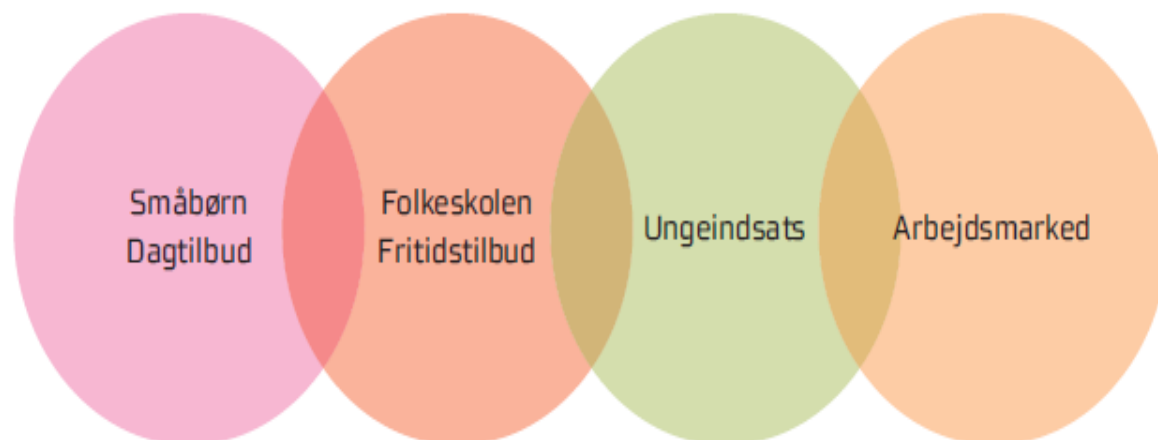 Småbørn
Dagtilbud
Folkeskolen
Fritidstilbud
Ungeindsats
Arbejdsmarked